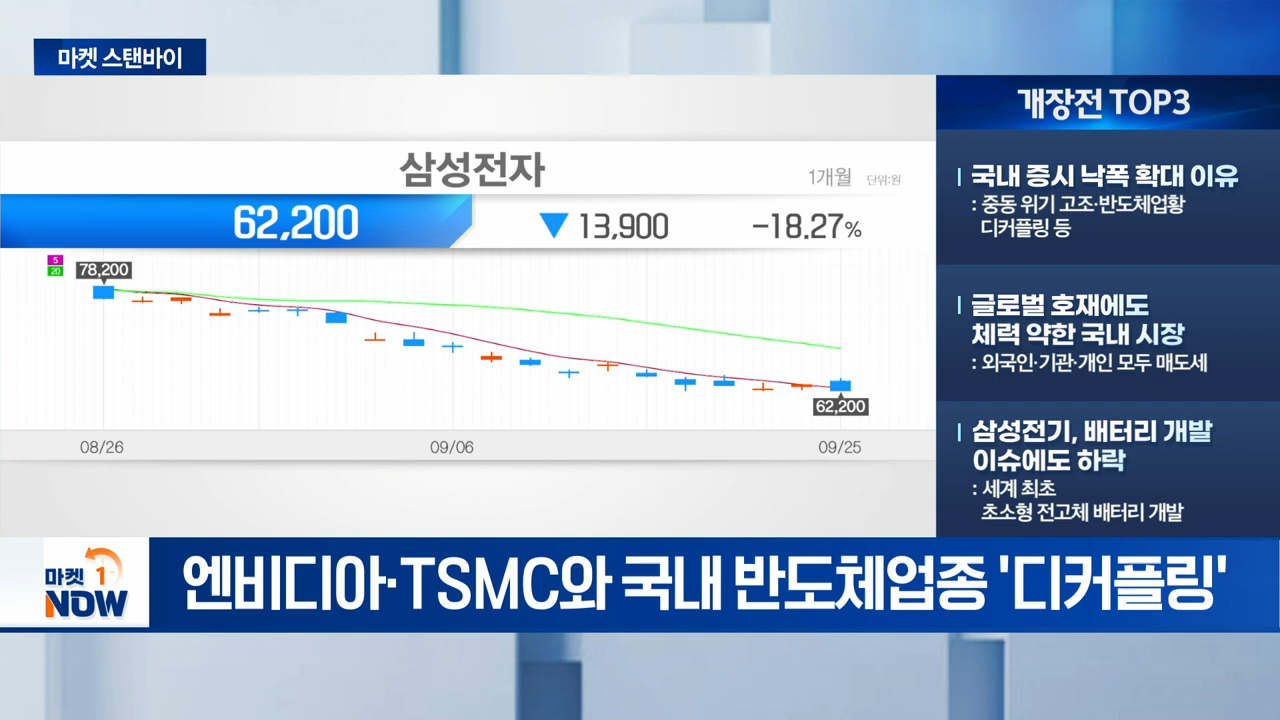 마켓 스탠바이
삼성전자
1개월 단위:원
62,200 ▼ 13,900 -18.27%
5
20
78,200
62,200
08/26 09/06 09/25
개장전 TOP3
국내 증시 낙폭 확대 이유
: 중동 위기 고조·반도체업황
디커플링 등
글로벌 호재에도
체력 약한 국내 시장
: 외국인·기관·개인 모두 매도세
삼성전기, 배터리 개발
이슈에도 하락
: 세계 최초
초소형 전고체 배터리 개발
마켓 1
NOW
엔비디아·TSMC와 국내 반도체업종 '디커플링'